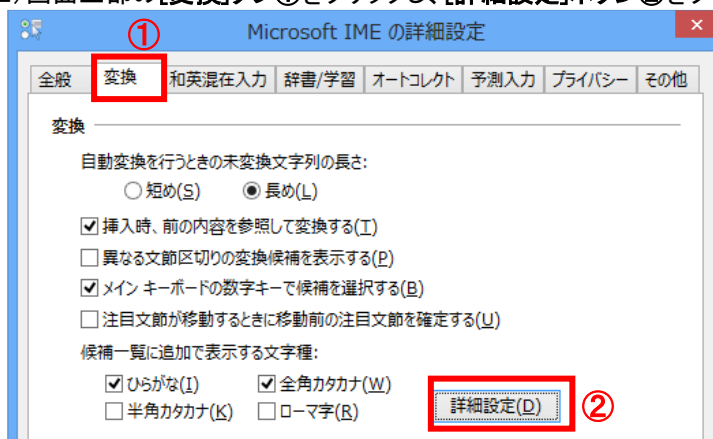 ①
Microsoft IME の詳細設定
全般 変換 和英混在入力 辞書/学習 オートコレクト 予測入力 プライバシー その他
変換
自動変換を行うときの未変換文字列の長さ:
短め(S) 長め(L)
挿入時、前の内容を参照して変換する(T)
異なる文節区切りの変換候補を表示する(P)
メイン キーボードの数字キーで候補を選択する(B)
注目文節が移動するときに移動前の注目文節を確定する(U)
候補一覧に追加で表示する文字種:
ひらがな(I) 全角カタカナ(W)
半角カタカナ(K) ローマ字(R)
詳細設定(D) ②